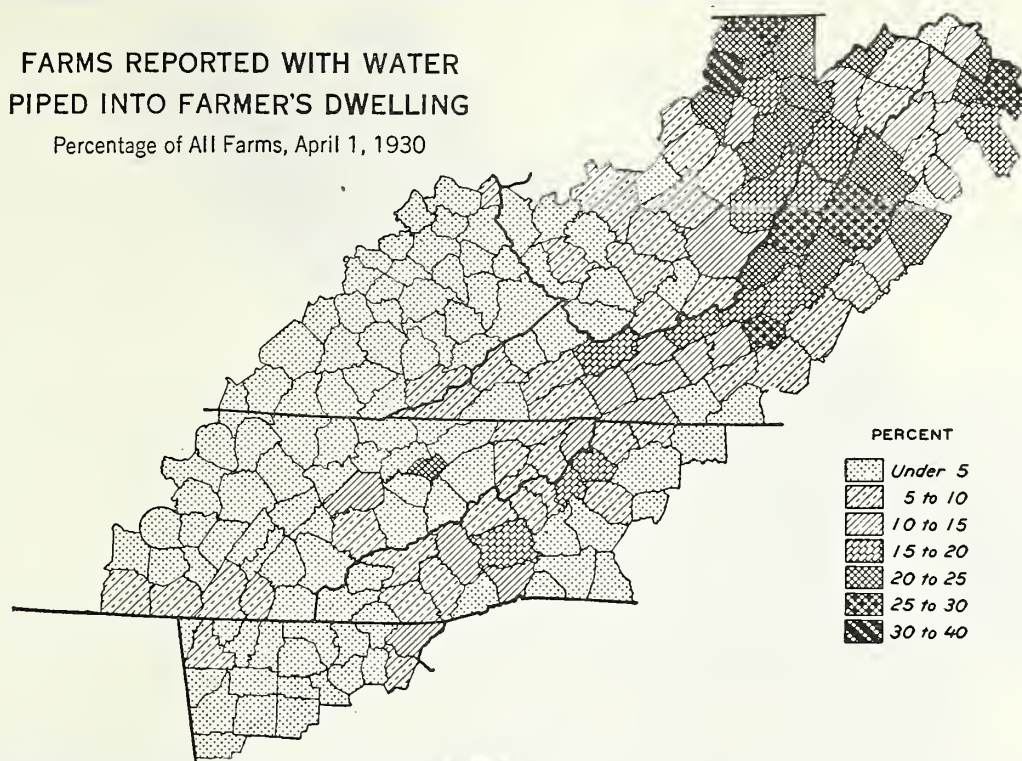 FARMS REPORTED WITH WATER
PIPED INTO FARMER'S DWELLING
Percentage of All Farms, April 1, 1930
PERCENT
Under 5
5 to 10
10 to 15
15 to 20
20 to 25
25 to 30
30 to 40